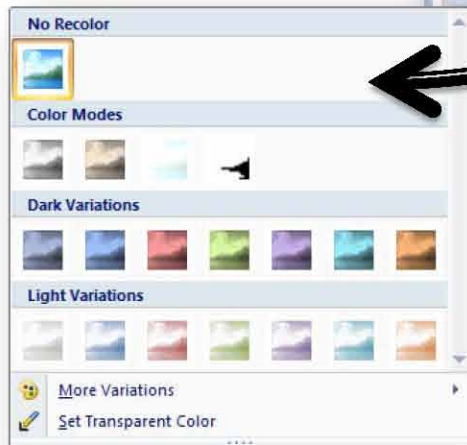 No Recolor
Color Modes
Dark Variations
Light Variations
More Variations
Set Transparent Color